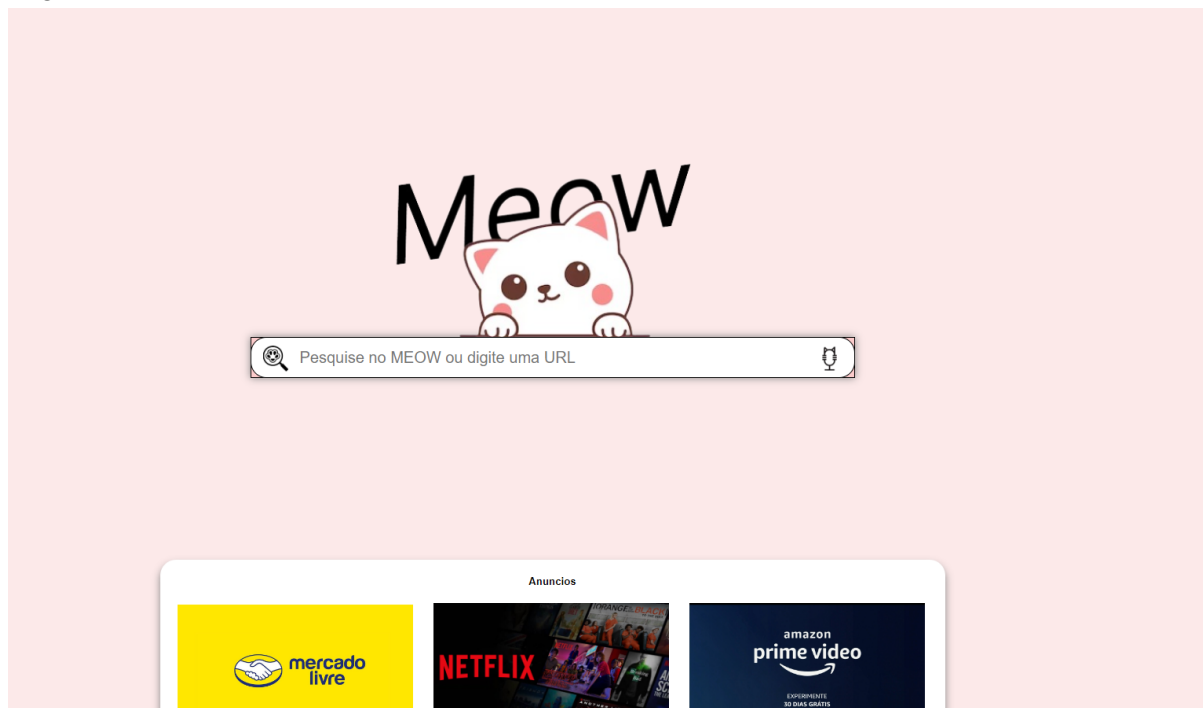 Meow
Pesquise no MEOW ou digite uma URL
Anuncios
mercado
livre
NETFLIX
amazon
prime video
EXPERIMENTE
30 DIAS GRÁTIS